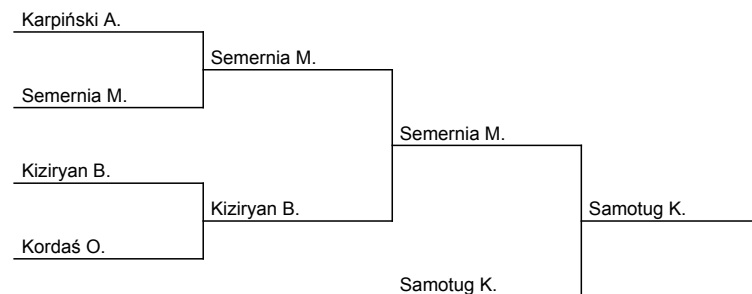 Karpiński A.
Semernia M.
Semernia M.
Semernia M.
Kiziryan B.
Kiziryan B.
Samotug K.
Kordaś O.
Samotug K.